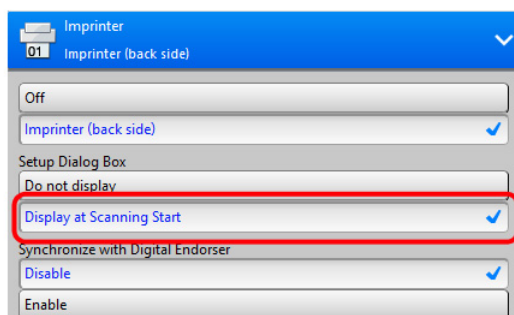 Imprinter
01 Imprinter (back side)
Off
Imprinter (back side)
Setup Dialog Box
Do not display
Display at Scanning Start
Synchronize with Digital Endorser
Disable
Enable